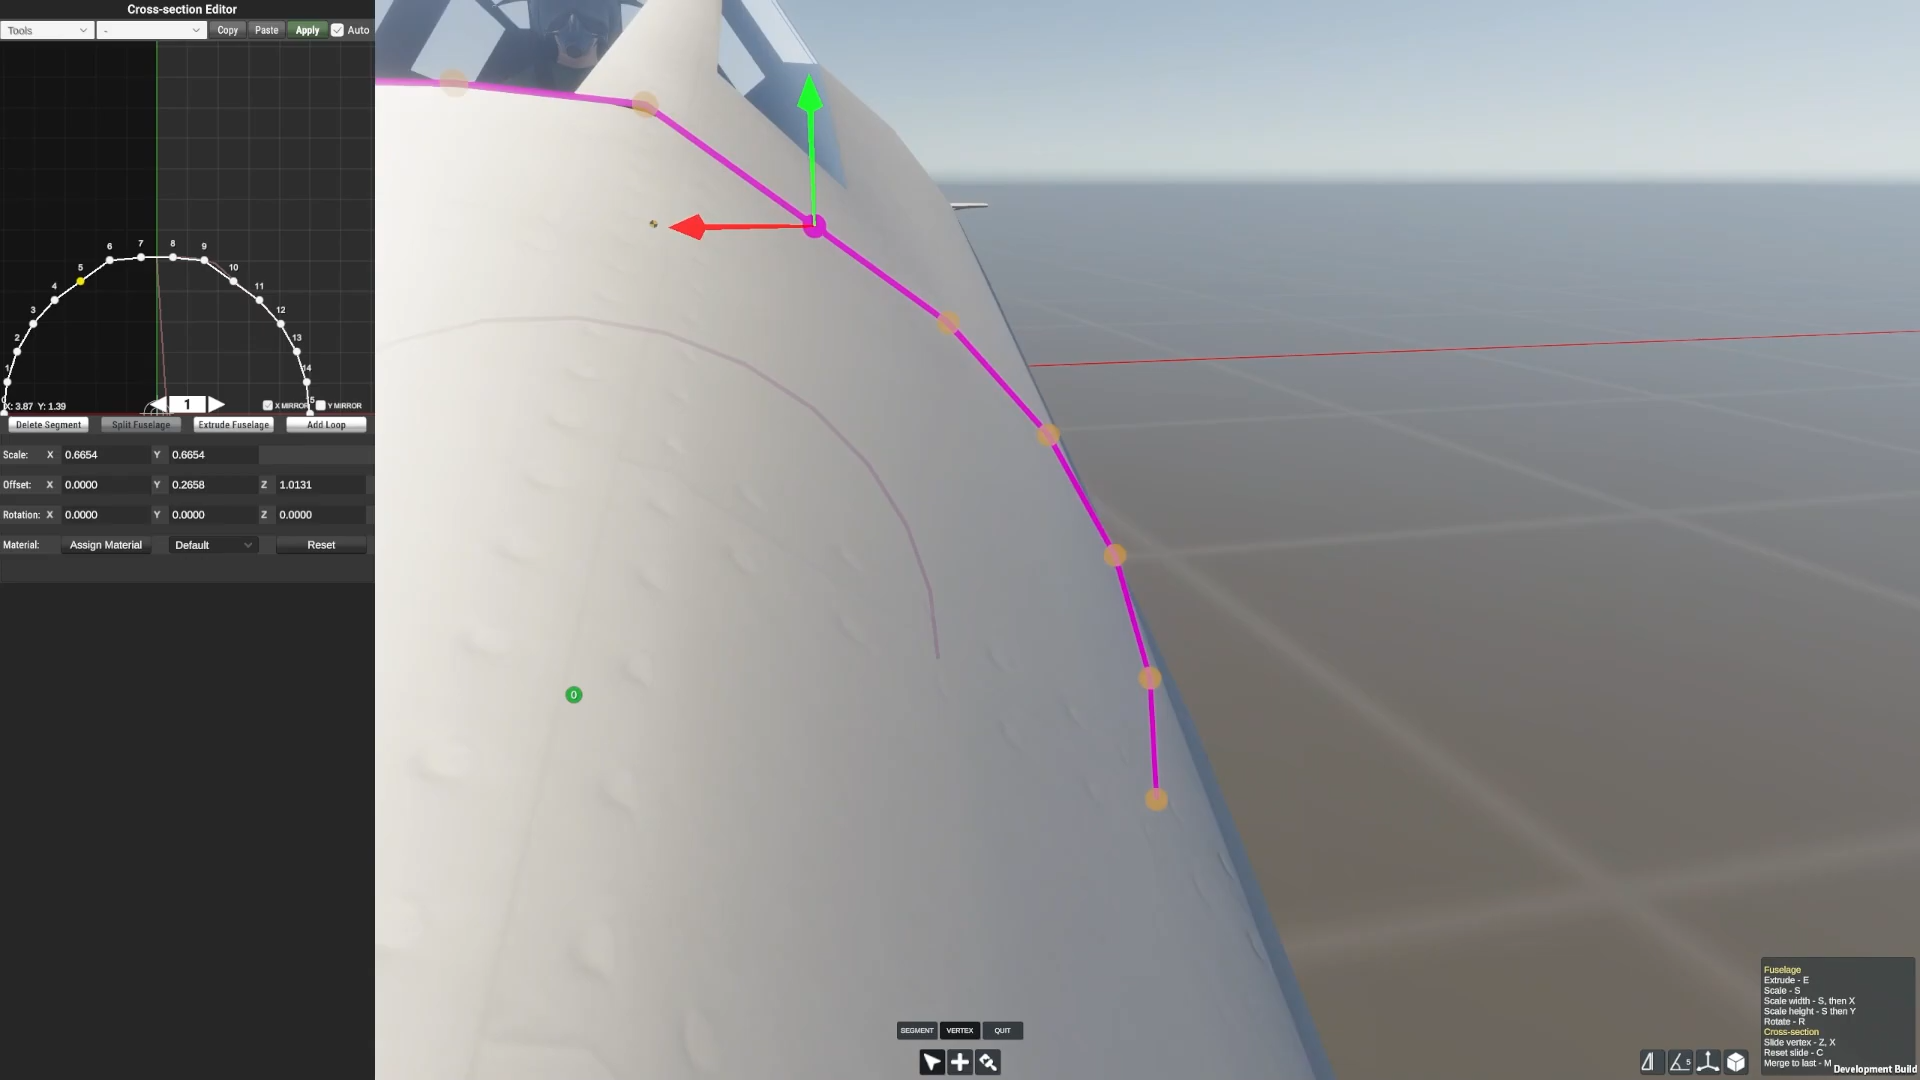 Cross-section Editor
Tools - Copy Paste Apply Auto
6 7 8 9
5 10
4 11
3 12
2 13
1 14
X: 3.87 Y: 1.39 1 X MIRROR Y MIRROR
Delete Segment Split Fuselage Extrude Fuselage Add Loop
Scale: X 0.6654 Y 0.6654
Offset: X 0.0000 Y 0.2658 Z 1.0131
Rotation: X 0.0000 Y 0.0000 Z 0.0000
Material: Assign Material Default Reset
0
SEGMENT VERTEX QUIT
Fuselage
Extrude - E
Scale - S
Scale width - S, then X
Scale height - S then Y
Rotate - R
Cross-section
Slide vertex - Z, X
Reset slide - C
Merge to last - M
Development Build